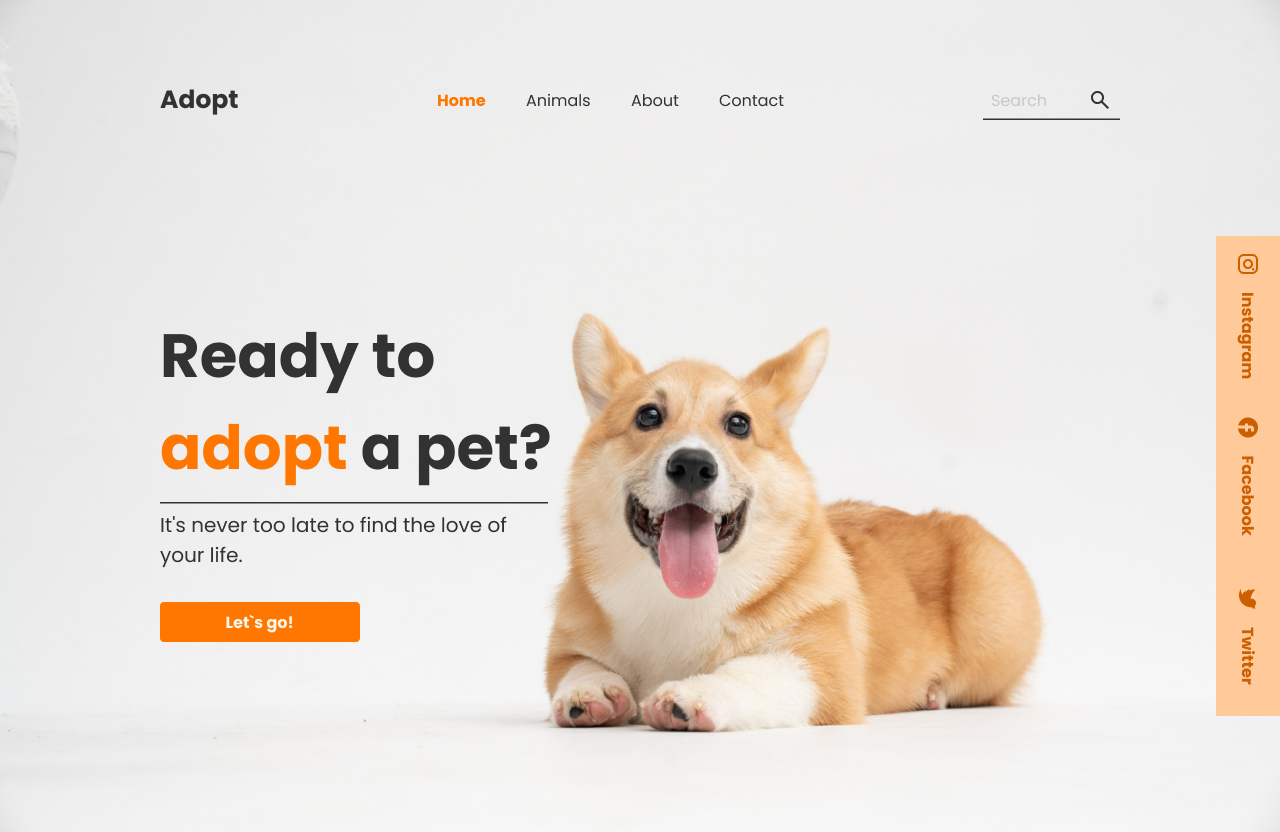 Adopt
Home Animals About Contact
Search
Ready to
adopt a pet?
It's never too late to find the love of
your life.
Let`s go!
Instagram
Facebook
Twitter